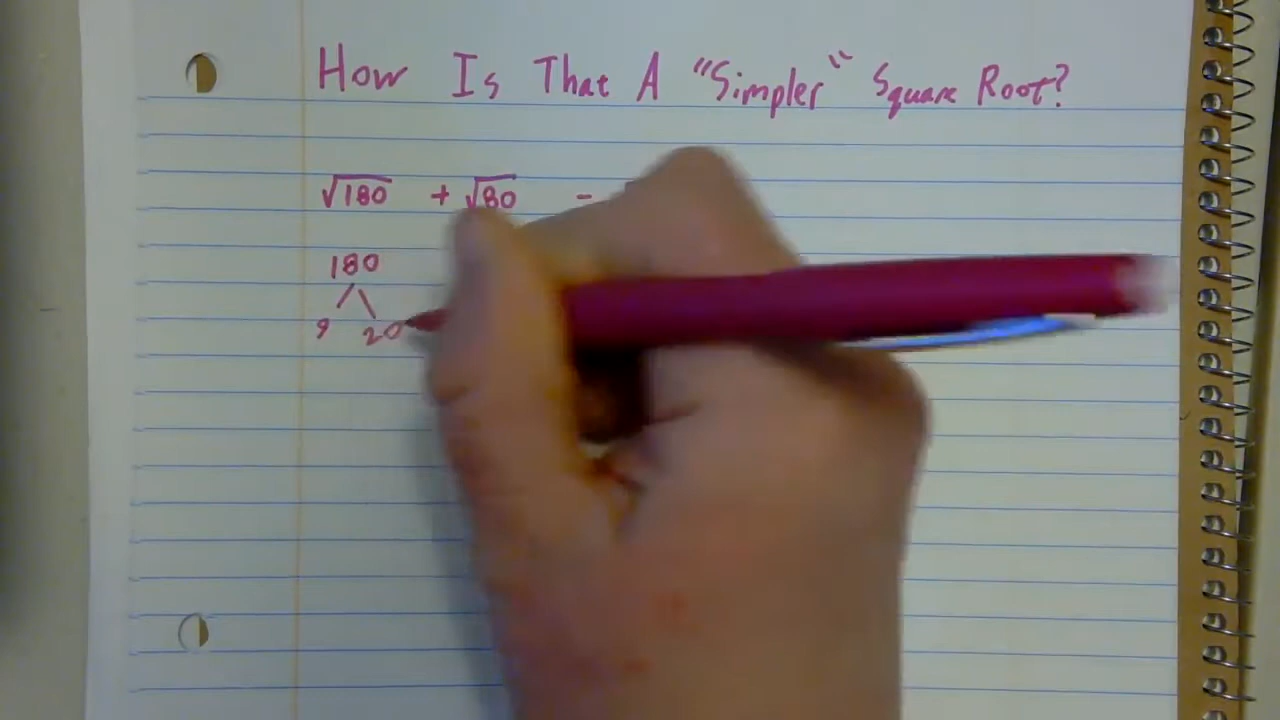 How Is That A "Simpler" Square Root?
√180 + √80 -
180
9 20